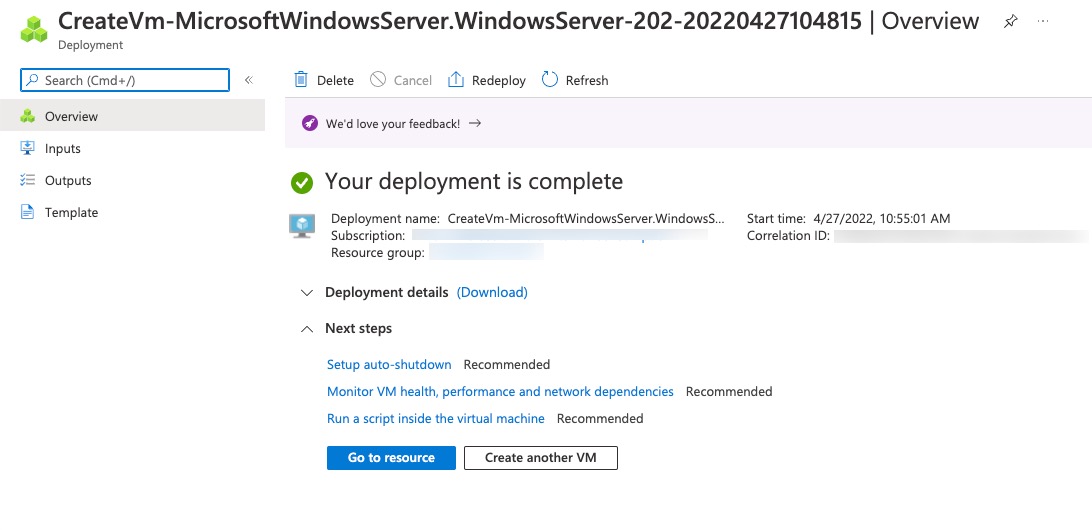 CreateVm-MicrosoftWindowsServer.WindowsServer-202-20220427104815 | Overview
Deployment
Search (Cmd+/)
Delete Cancel Redeploy Refresh
Overview
Inputs
Outputs
Template
We'd love your feedback!
Your deployment is complete
Deployment name: CreateVm-MicrosoftWindowsServer.WindowsS...
Subscription:
Resource group:
Start time: 4/27/2022, 10:55:01 AM
Correlation ID:
Deployment details (Download)
Next steps
Setup auto-shutdown Recommended
Monitor VM health, performance and network dependencies Recommended
Run a script inside the virtual machine Recommended
Go to resource Create another VM